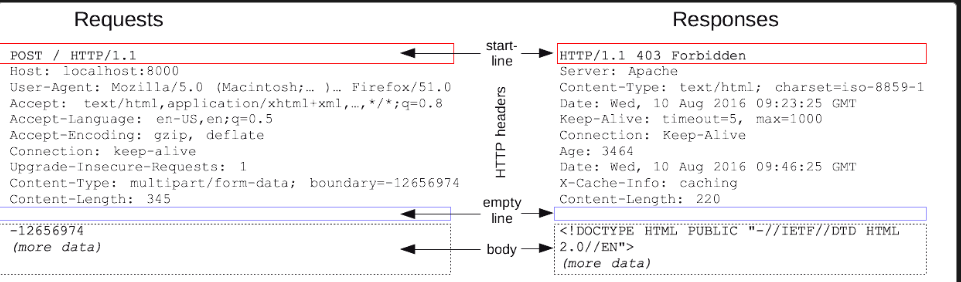 Requests
POST / HTTP/1.1
Host: localhost:8000
User-Agent: Mozilla/5.0 (Macintosh;… )… Firefox/51.0
Accept: text/html,application/xhtml+xml,…,*/*;q=0.8
Accept-Language: en-US,en;q=0.5
Accept-Encoding: gzip, deflate
Connection: keep-alive
Upgrade-Insecure-Requests: 1
Content-Type: multipart/form-data; boundary=-12656974
Content-Length: 345
-12656974
(more data)
start-
line
HTTP headers
empty
line
body
Responses
HTTP/1.1 403 Forbidden
Server: Apache
Content-Type: text/html; charset=iso-8859-1
Date: Wed, 10 Aug 2016 09:23:25 GMT
Keep-Alive: timeout=5, max=1000
Connection: Keep-Alive
Age: 3464
Date: Wed, 10 Aug 2016 09:46:25 GMT
X-Cache-Info: caching
Content-Length: 220
<!DOCTYPE HTML PUBLIC "-//IETF//DTD HTML
2.0//EN">
(more data)